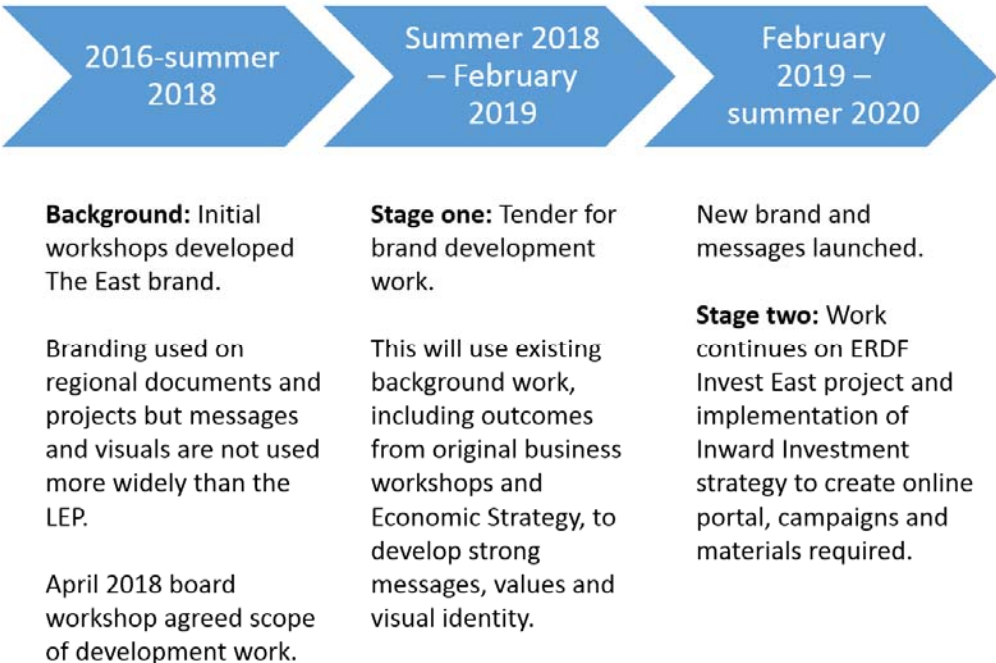 2016-summer
2018
Summer 2018
– February
2019
February
2019 –
summer 2020
Background: Initial
workshops developed
The East brand.
Branding used on
regional documents and
projects but messages
and visuals are not used
more widely than the
LEP.
April 2018 board
workshop agreed scope
of development work.
Stage one: Tender for
brand development
work.
This will use existing
background work,
including outcomes
from original business
workshops and
Economic Strategy, to
develop strong
messages, values and
visual identity.
New brand and
messages launched.
Stage two: Work
continues on ERDF
Invest East project and
implementation of
Inward Investment
strategy to create online
portal, campaigns and
materials required.